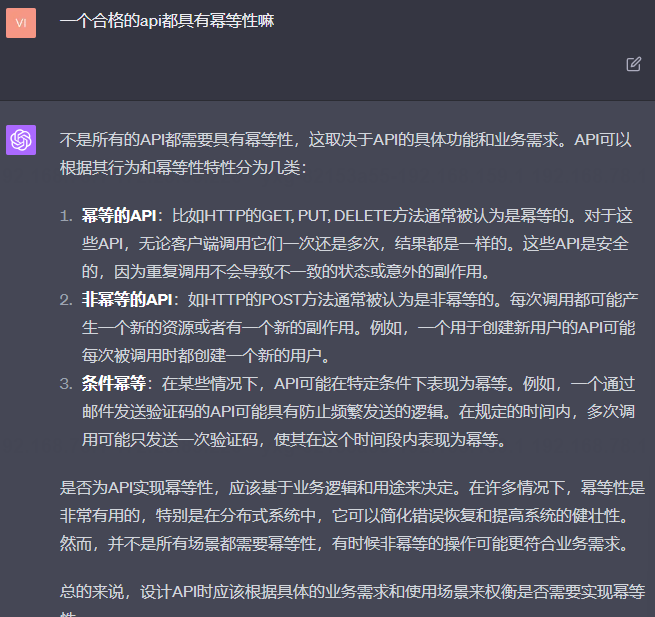 VI
一个合格的api都具有幂等性嘛
不是所有的API都需要具有幂等性，这取决于API的具体功能和业务需求。API可以
根据其行为和幂等性特性分为几类：
1. 幂等的API：比如HTTP的GET, PUT, DELETE方法通常被认为是幂等的。对于这
些API，无论客户端调用它们一次还是多次，结果都是一样的。这些API是安全
的，因为重复调用不会导致不一致的状态或意外的副作用。
2. 非幂等的API：如HTTP的POST方法通常被认为是非幂等的。每次调用都可能产
生一个新的资源或者有一个新的副作用。例如，一个用于创建新用户的API可能
每次被调用时都创建一个新的用户。
3. 条件幂等：在某些情况下，API可能在特定条件下表现为幂等。例如，一个通过
邮件发送验证码的API可能具有防止频繁发送的逻辑。在规定的时间内，多次调
用可能只发送一次验证码，使其在这个时间段内表现为幂等。
是否为API实现幂等性，应该基于业务逻辑和用途来决定。在许多情况下，幂等性是
非常有用的，特别是在分布式系统中，它可以简化错误恢复和提高系统的健壮性。
然而，并不是所有场景都需要幂等性，有时候非幂等的操作可能更符合业务需求。
总的来说，设计API时应该根据具体的业务需求和使用场景来权衡是否需要实现幂等